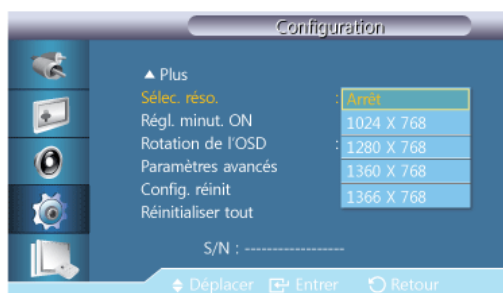 Configuration
▲ Plus
Sélec. réso. : Arrêt
1024 X 768
Régl. minut. ON
Rotation de l'OSD : 1280 X 768
Paramètres avancés 1360 X 768
Config. réinit 1366 X 768
Réinitialiser tout
S/N : ------------------
Déplacer Entrer Retour